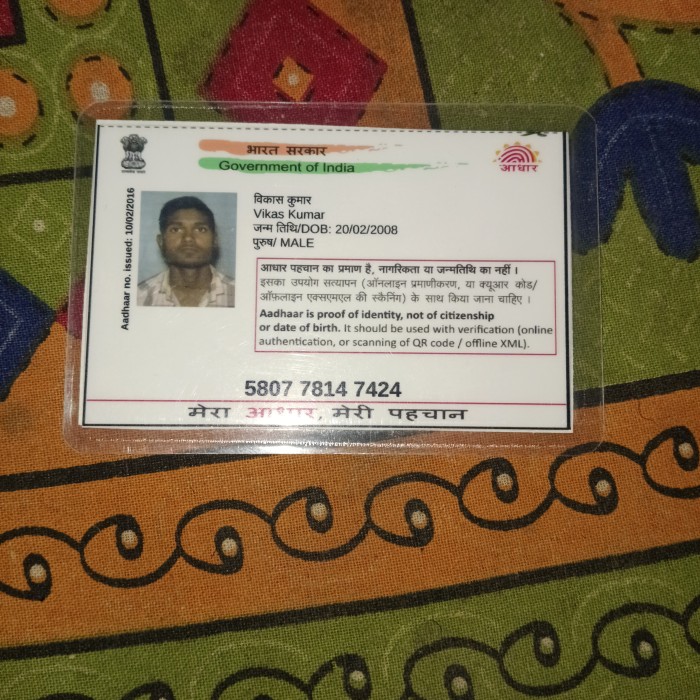 भारत सरकार
Government of India
आधार
Aadhaar no. issued: 10/02/2016
विकास कुमार
Vikas Kumar
जन्म तिथि/DOB: 20/02/2008
पुरुष/ MALE
आधार पहचान का प्रमाण है, नागरिकता या जन्मतिथि का नहीं ।
इसका उपयोग सत्यापन (ऑनलाइन प्रमाणीकरण, या क्यूआर कोड/
ऑफ़लाइन एक्सएमएल की स्कैनिंग) के साथ किया जाना चाहिए ।
Aadhaar is proof of identity, not of citizenship
or date of birth. It should be used with verification (online
authentication, or scanning of QR code / offline XML).
5807 7814 7424
मेरा आधार, मेरी पहचान